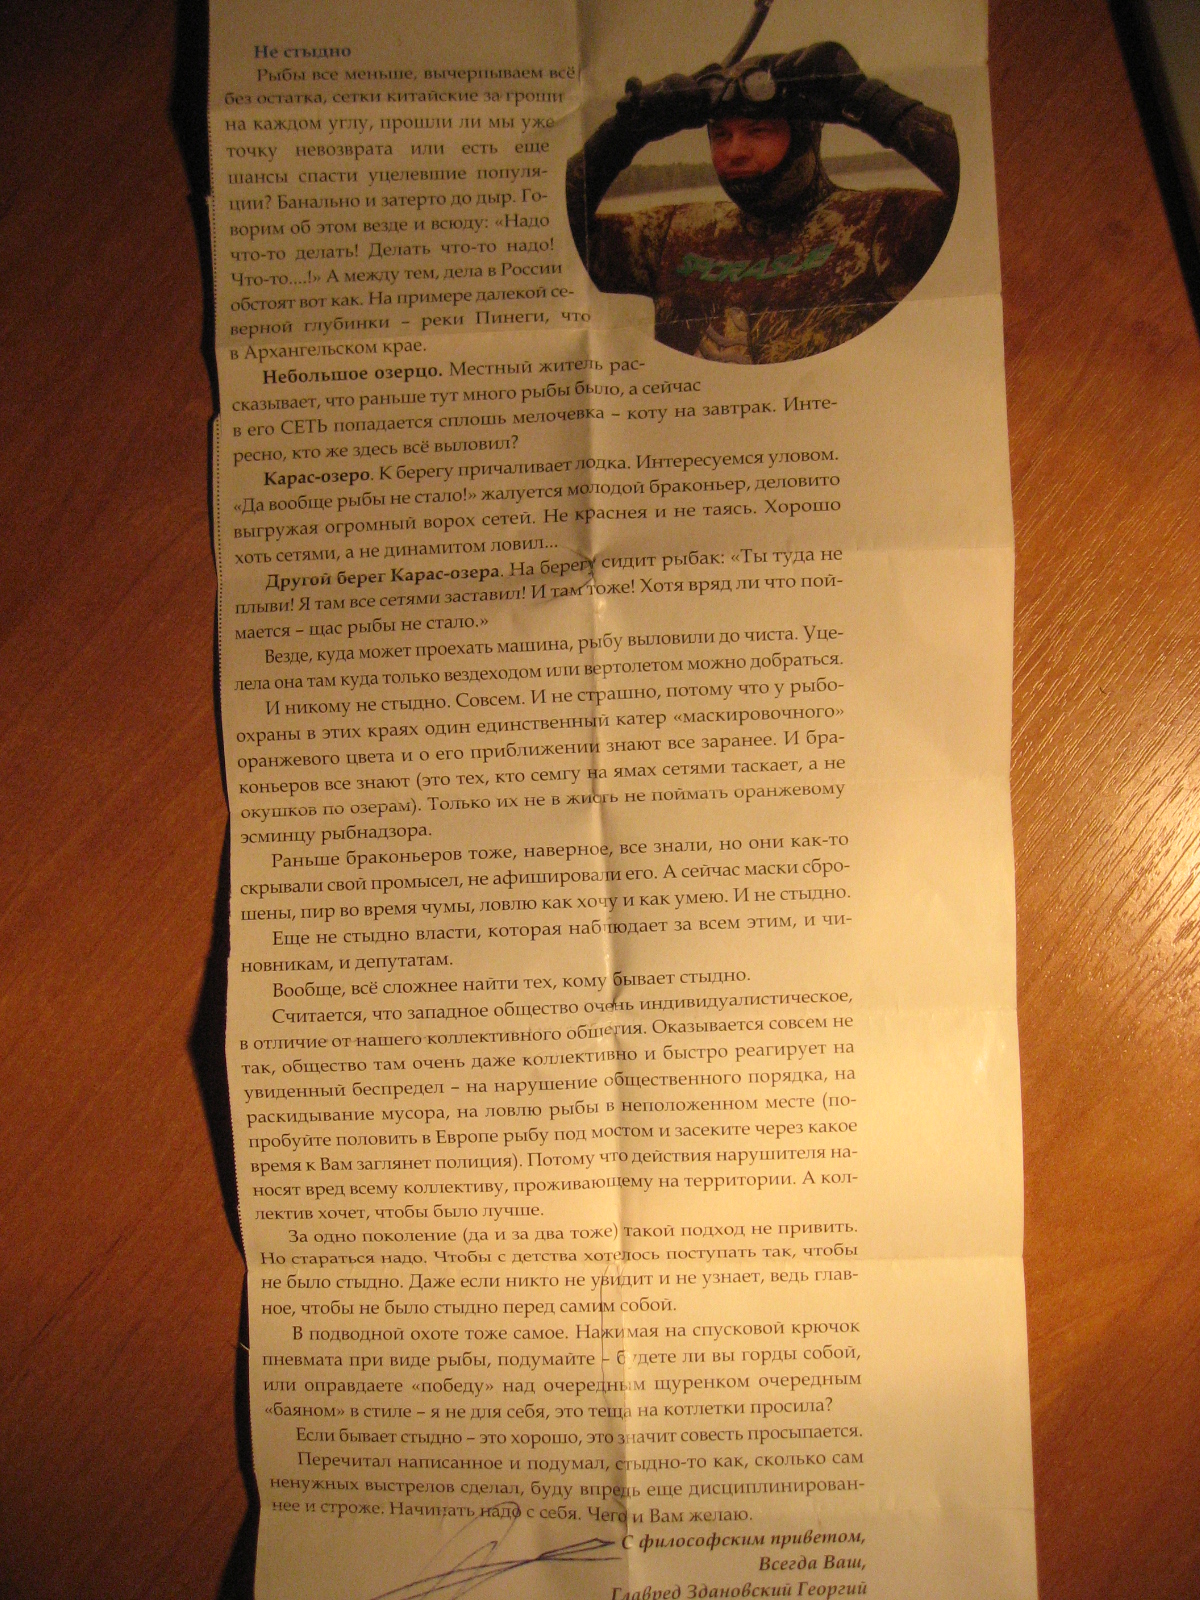 Не стыдно
Рыбы все меньше, вычерпываем всё
без остатка, сетки китайские за гроши
на каждом углу, прошли ли мы уже
точку невозврата или есть еще
шансы спасти уцелевшие популя-
ции? Банально и затерто до дыр. Го-
ворим об этом везде и всюду: «Надо
что-то делать! Делать что-то надо!
Что-то....!» А между тем, дела в России
обстоят вот как. На примере далекой се-
верной глубинки – реки Пинеги, что
в Архангельском крае.
Небольшое озерцо. Местный житель рас-
сказывает, что раньше тут много рыбы было, а сейчас
в его СЕТЬ попадается сплошь мелочевка – коту на завтрак. Инте-
ресно, кто же здесь всё выловил?
Карас-озеро. К берегу причаливает лодка. Интересуемся уловом.
«Да вообще рыбы не стало!» жалуется молодой браконьер, деловито
выгружая огромный ворох сетей. Не краснея и не таясь. Хорошо
хоть сетями, а не динамитом ловил...
Другой берег Карас-озера. На берегу сидит рыбак: «Ты туда не
плыви! Я там все сетями заставил! И там тоже! Хотя вряд ли что пой-
мается – щас рыбы не стало.»
Везде, куда может проехать машина, рыбу выловили до чиста. Уце-
лела она там куда только вездеходом или вертолетом можно добраться.
И никому не стыдно. Совсем. И не страшно, потому что у рыбо-
охраны в этих краях один единственный катер «маскировочного»
оранжевого цвета и о его приближении знают все заранее. И бра-
коньеров все знают (это тех, кто семгу на ямах сетями таскает, а не
окушков по озерам). Только их не в жисть не поймать оранжевому
эсминцу рыбнадзора.
Раньше браконьеров тоже, наверное, все знали, но они как-то
скрывали свой промысел, не афишировали его. А сейчас маски сбро-
шены, пир во время чумы, ловлю как хочу и как умею. И не стыдно.
Еще не стыдно власти, которая наблюдает за всем этим, и чи-
новникам, и депутатам.
Вообще, всё сложнее найти тех, кому бывает стыдно.
Считается, что западное общество очень индивидуалистическое,
в отличие от нашего коллективного общетия. Оказывается совсем не
так, общество там очень даже коллективно и быстро реагирует на
увиденный беспредел – на нарушение общественного порядка, на
раскидывание мусора, на ловлю рыбы в неположенном месте (по-
пробуйте половить в Европе рыбу под мостом и засеките через какое
время к Вам заглянет полиция). Потому что действия нарушителя на-
носят вред всему коллективу, проживающему на территории. А кол-
лектив хочет, чтобы было лучше.
За одно поколение (да и за два тоже) такой подход не привить.
Но стараться надо. Чтобы с детства хотелось поступать так, чтобы
не было стыдно. Даже если никто не увидит и не узнает, ведь глав-
ное, чтобы не было стыдно перед самим собой.
В подводной охоте тоже самое. Нажимая на спусковой крючок
пневмата при виде рыбы, подумайте – будете ли вы горды собой,
или оправдаете «победу» над очередным щуренком очередным
«баяном» в стиле – я не для себя, это теща на котлетки просила?
Если бывает стыдно – это хорошо, это значит совесть просыпается.
Перечитал написанное и подумал, стыдно-то как, сколько сам
ненужных выстрелов сделал, буду впредь еще дисциплинирован-
нее и строже. Начинать надо с себя. Чего и Вам желаю.
С философским приветом,
Всегда Ваш,
Главред Здановский Георгий